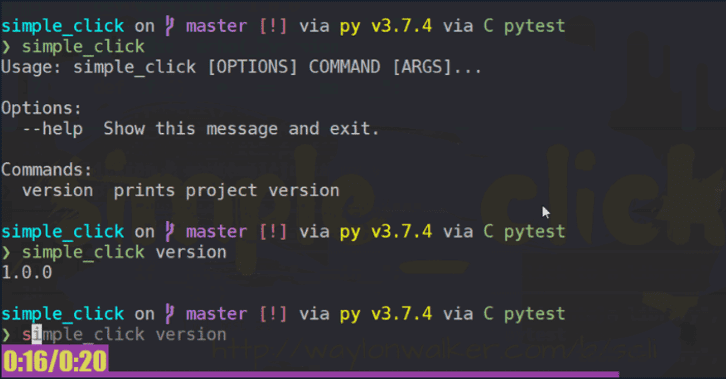 simple_click on master [!] via py v3.7.4 via C pytest
❯ simple_click
Usage: simple_click [OPTIONS] COMMAND [ARGS]...
Options:
--help  Show this message and exit.
Commands:
version  prints project version
simple_click on master [!] via py v3.7.4 via C pytest
❯ simple_click version
1.0.0
simple_click on master [!] via py v3.7.4 via C pytest
❯ simple_click version
0:16/0:20
simple_click